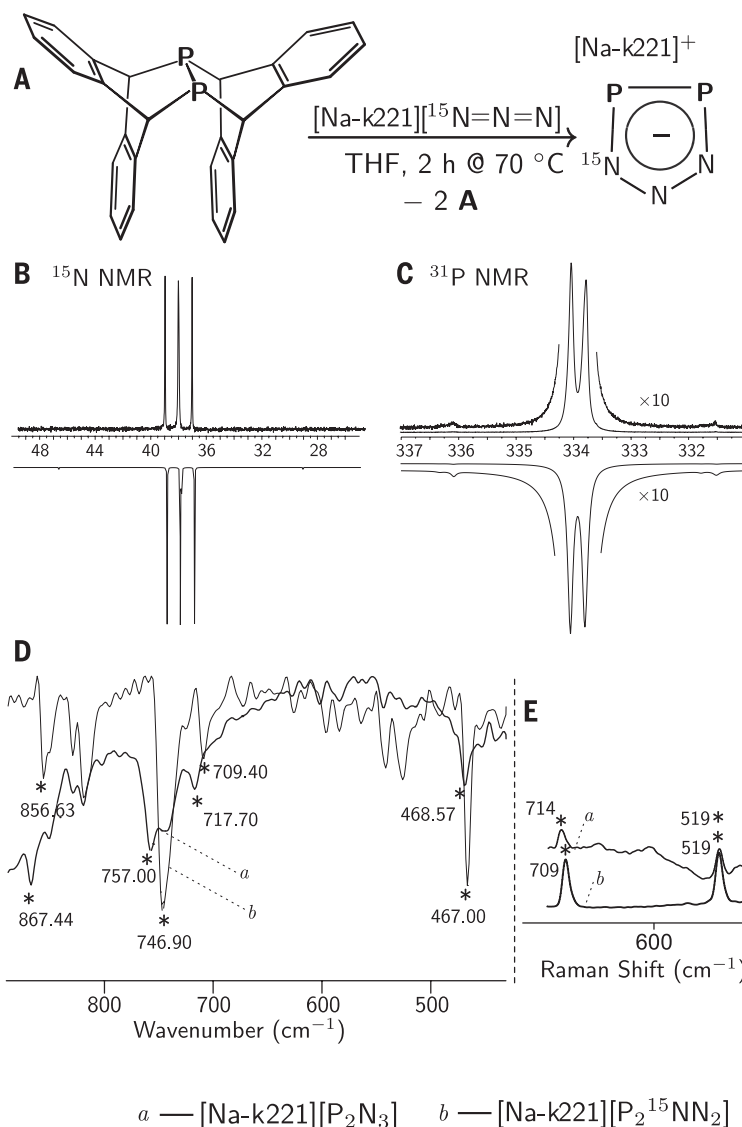 [Na-k221]⁺
A
P
P
[Na-k221][¹⁵N=N=N]
THF, 2 h @ 70 °C
− 2 A
P P
−
¹⁵N N
N
B ¹⁵N NMR
C ³¹P NMR
×10
48 44 40 36 32 28
337 336 335 334 333 332
×10
D
E
856.63
709.40
717.70
468.57
757.00
a
b
867.44
746.90
467.00
714
a
519
519
709
b
800 700 600 500
Wavenumber (cm⁻¹)
600
Raman Shift (cm⁻¹
a — [Na-k221][P₂N₃] b — [Na-k221][P₂¹⁵NN₂]